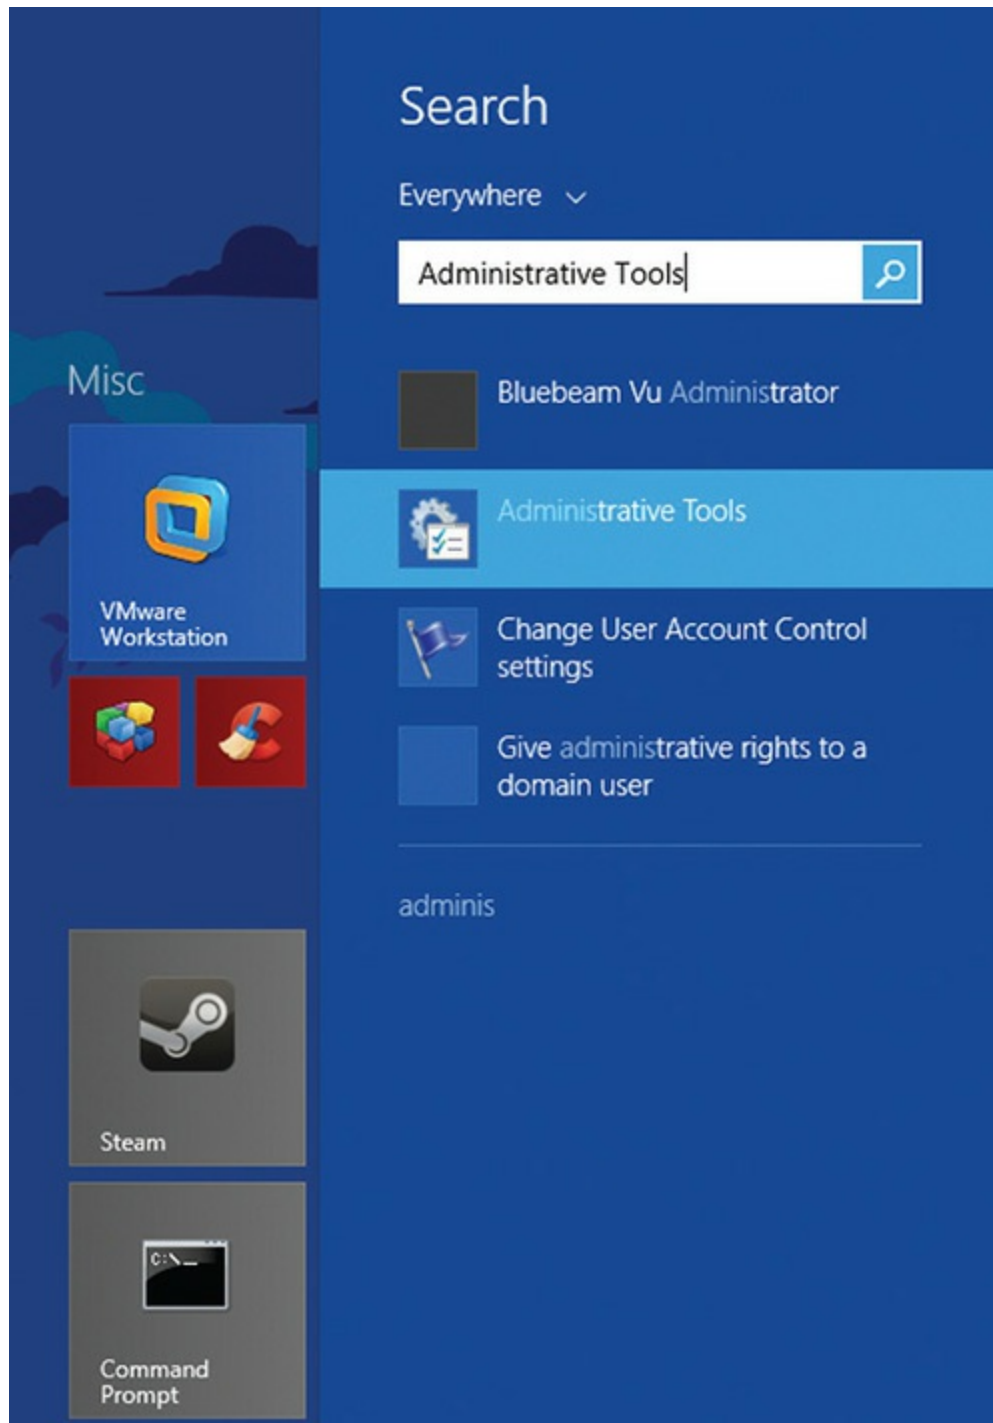 Search
Everywhere
Administrative Tools
Misc
Bluebeam Vu Administrator
Administrative Tools
VMware
Workstation
Change User Account Control
settings
Give administrative rights to a
domain user
adminis
Steam
C:\_
Command
Prompt